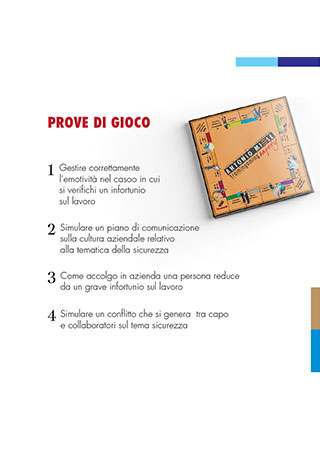 PROVE DI GIOCO
1 Gestire correttamente
l'emotività nel casoo in cui
si verifichi un infortunio
sul lavoro
2 Simulare un piano di comunicazione
sulla cultura aziendale relativo
alla tematica della sicurezza
3 Come accolgo in azienda una persona reduce
da un grave infortunio sul lavoro
4 Simulare un conflitto che si genera tra capo
e collaboratori sul tema sicurezza
ANTONIO